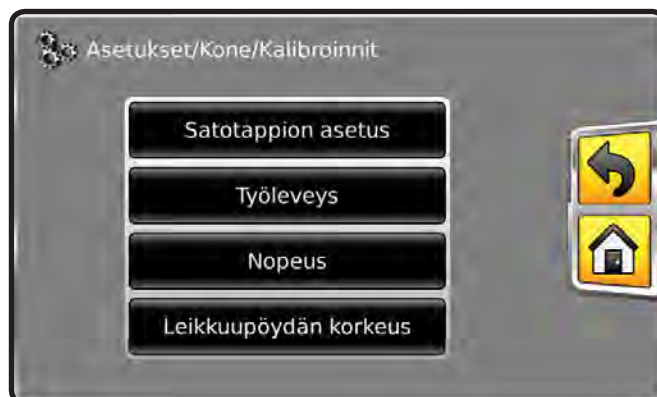 Asetukset/Kone/Kalibroinnit
Satotappion asetus
Työleveys
Nopeus
Leikkuupöydän korkeus